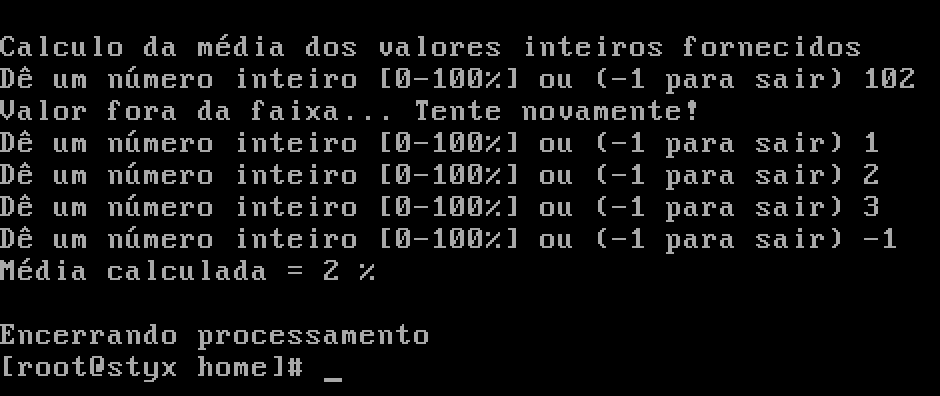 Calculo da média dos valores inteiros fornecidos
Dê um número inteiro [0-100%] ou (-1 para sair) 102
Valor fora da faixa... Tente novamente!
Dê um número inteiro [0-100%] ou (-1 para sair) 1
Dê um número inteiro [0-100%] ou (-1 para sair) 2
Dê um número inteiro [0-100%] ou (-1 para sair) 3
Dê um número inteiro [0-100%] ou (-1 para sair) -1
Média calculada = 2 %
Encerrando processamento
[root@styx home]# _